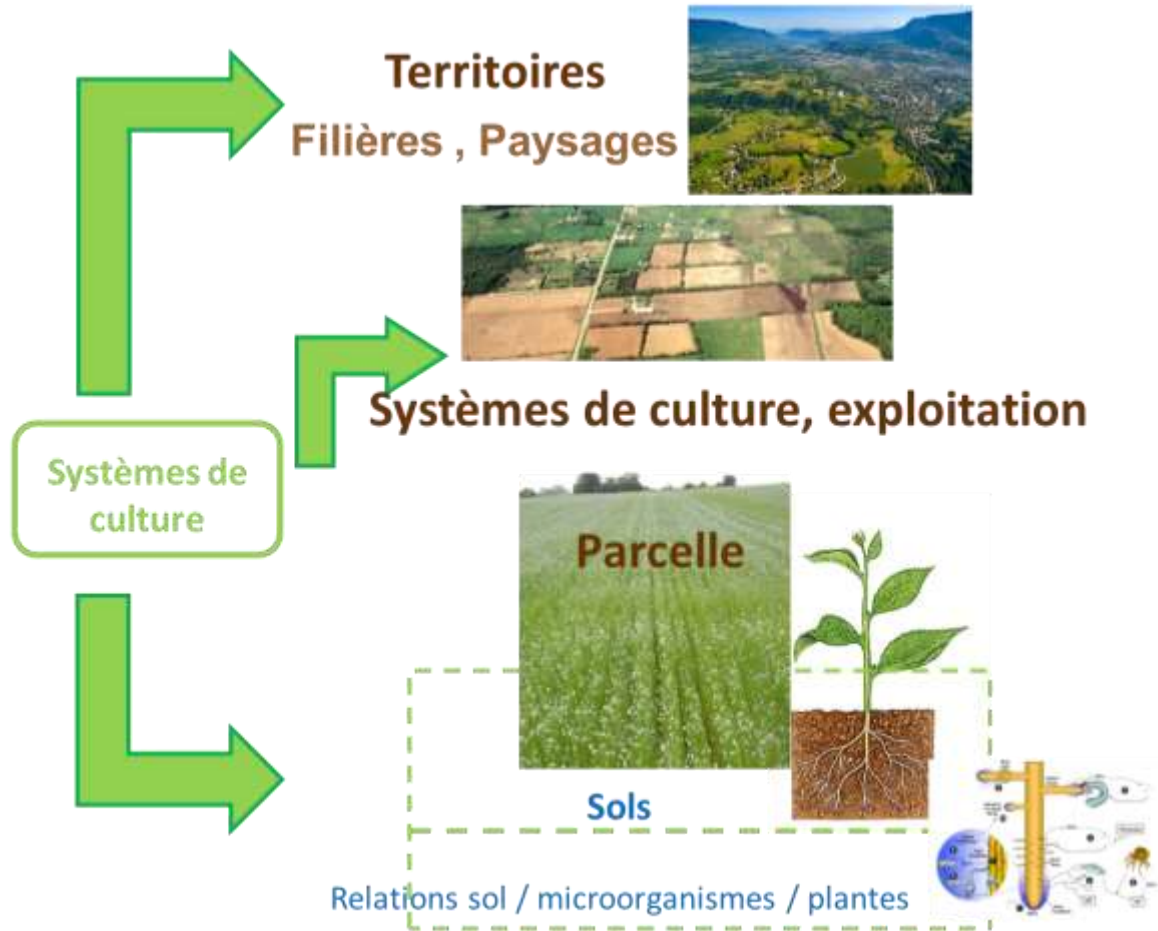 Territoires
Filières , Paysages
Systèmes de culture, exploitation
Systèmes de
culture
Parcelle
Sols
Relations sol / microorganismes / plantes